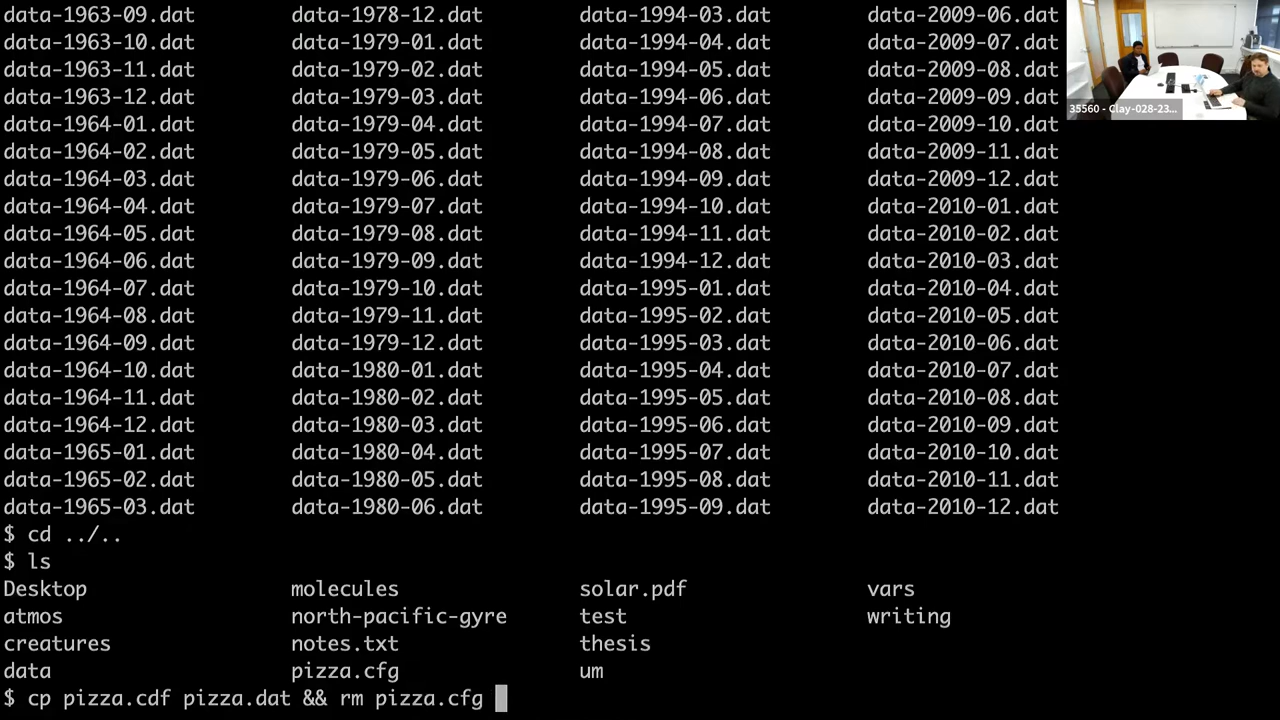 data-1963-09.dat data-1978-12.dat data-1994-03.dat data-2009-06.dat
data-1963-10.dat data-1979-01.dat data-1994-04.dat data-2009-07.dat
data-1963-11.dat data-1979-02.dat data-1994-05.dat data-2009-08.dat
data-1963-12.dat data-1979-03.dat data-1994-06.dat data-2009-09.dat
35560 - Clay-028-23...
data-1964-01.dat data-1979-04.dat data-1994-07.dat data-2009-10.dat
data-1964-02.dat data-1979-05.dat data-1994-08.dat data-2009-11.dat
data-1964-03.dat data-1979-06.dat data-1994-09.dat data-2009-12.dat
data-1964-04.dat data-1979-07.dat data-1994-10.dat data-2010-01.dat
data-1964-05.dat data-1979-08.dat data-1994-11.dat data-2010-02.dat
data-1964-06.dat data-1979-09.dat data-1994-12.dat data-2010-03.dat
data-1964-07.dat data-1979-10.dat data-1995-01.dat data-2010-04.dat
data-1964-08.dat data-1979-11.dat data-1995-02.dat data-2010-05.dat
data-1964-09.dat data-1979-12.dat data-1995-03.dat data-2010-06.dat
data-1964-10.dat data-1980-01.dat data-1995-04.dat data-2010-07.dat
data-1964-11.dat data-1980-02.dat data-1995-05.dat data-2010-08.dat
data-1964-12.dat data-1980-03.dat data-1995-06.dat data-2010-09.dat
data-1965-01.dat data-1980-04.dat data-1995-07.dat data-2010-10.dat
data-1965-02.dat data-1980-05.dat data-1995-08.dat data-2010-11.dat
data-1965-03.dat data-1980-06.dat data-1995-09.dat data-2010-12.dat
$ cd ../..
$ ls
Desktop molecules solar.pdf vars
atmos north-pacific-gyre test writing
creatures notes.txt thesis
data pizza.cfg um
$ cp pizza.cdf pizza.dat && rm pizza.cfg